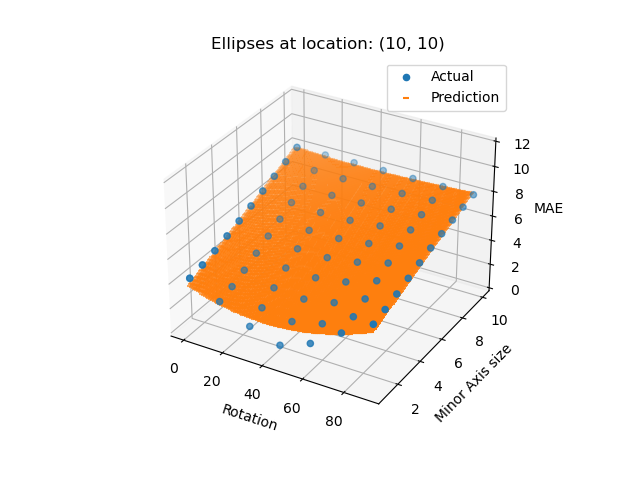 Ellipses at location: (10, 10)
Actual
Prediction
12
10
8
6
4
2
0
MAE
10
8
6
4
2
Minor Axis size
0
20
40
60
80
Rotation